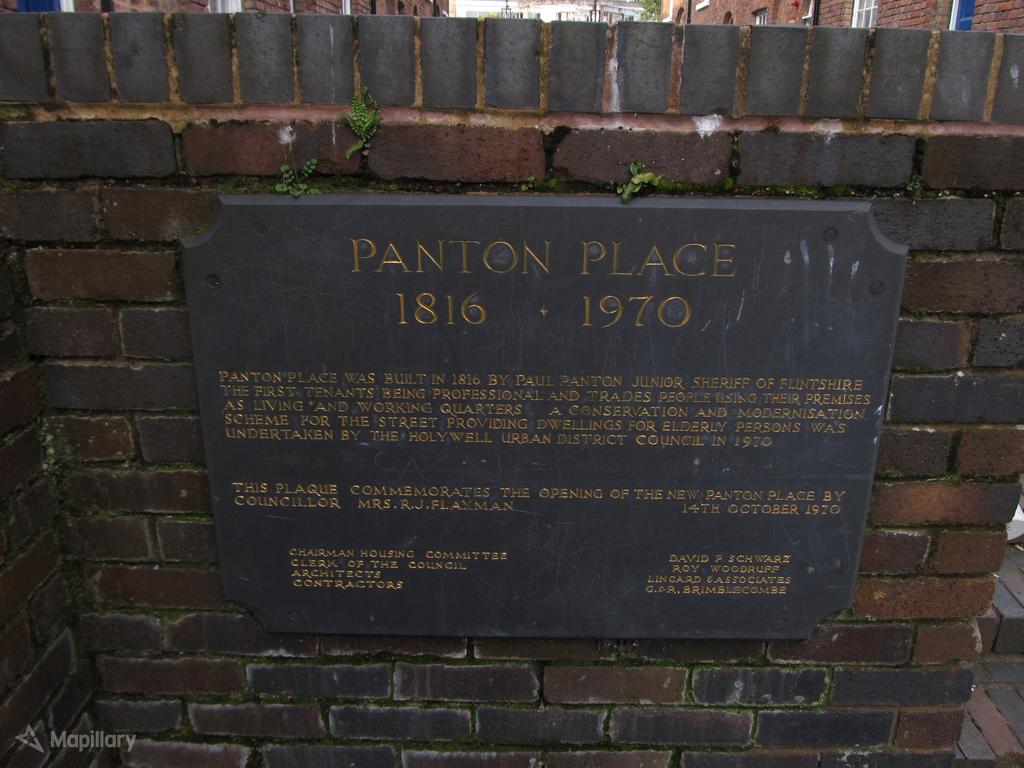 PANTON PLACE
1816 · 1970
PANTON PLACE WAS BUILT IN 1816 BY PAUL PANTON JUNIOR SHERIFF OF FLINTSHIRE
THE FIRST TENANTS BEING PROFESSIONAL AND TRADES PEOPLE USING THEIR PREMISES
AS LIVING AND WORKING QUARTERS A CONSERVATION AND MODERNISATION
SCHEME FOR THE STREET PROVIDING DWELLINGS FOR ELDERLY PERSONS WAS
UNDERTAKEN BY THE HOLYWELL URBAN DISTRICT COUNCIL IN 1970
THIS PLAQUE COMMEMORATES THE OPENING OF THE NEW PANTON PLACE BY
COUNCILLOR MRS. R.J. FLAXMAN 14TH OCTOBER 1970
CHAIRMAN HOUSING COMMITTEE DAVID P SCHWARZ
CLERK OF THE COUNCIL ROY WOODRUFF
ARCHITECTS LINGARD & ASSOCIATES
CONTRACTORS G. & R. BRIMBLECOMBE
Mapillary